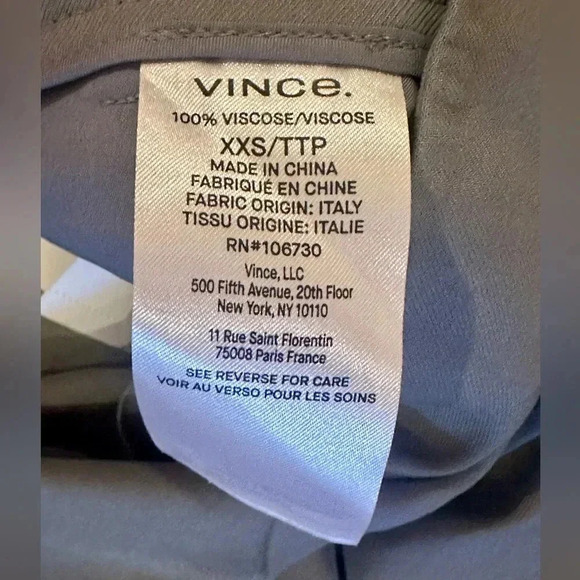 VINCE.
100% VISCOSE/VISCOSE
XXS/TTP
MADE IN CHINA
FABRIQUÉ EN CHINE
FABRIC ORIGIN: ITALY
TISSU ORIGINE: ITALIE
RN#106730
Vince, LLC
500 Fifth Avenue, 20th Floor
New York, NY 10110
11 Rue Saint Florentin
75008 Paris France
SEE REVERSE FOR CARE
VOIR AU VERSO POUR LES SOINS